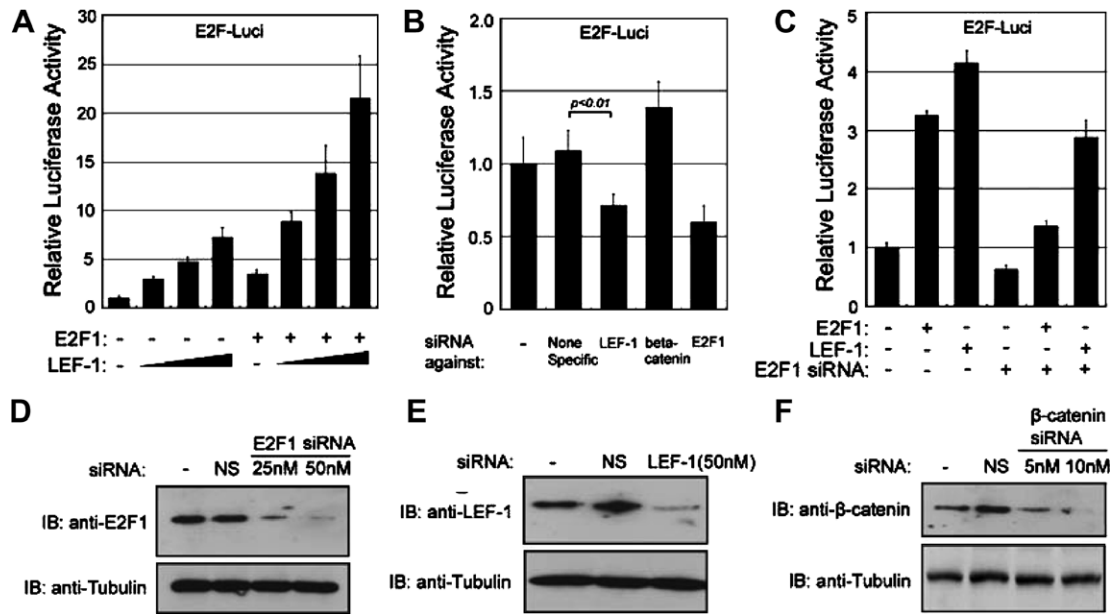 A
E2F-Luci
Relative Luciferase Activity
30
25
20
15
10
5
0
E2F1: - - - - + + + +
LEF-1: - -
B
E2F-Luci
Relative Luciferase Activity
2.0
1.5
1.0
0.5
0
p<0.01
siRNA against: - None Specific LEF-1 beta-catenin E2F1
C
E2F-Luci
Relative Luciferase Activity
5
4
3
2
1
0
E2F1: - + - - + -
LEF-1: - - + - - +
E2F1 siRNA: - - - + + +
D
E2F1 siRNA
siRNA: - NS 25nM 50nM
IB: anti-E2F1
IB: anti-Tubulin
E
siRNA: - NS LEF-1(50nM)
IB: anti-LEF-1
IB: anti-Tubulin
F
β-catenin
siRNA
siRNA: - NS 5nM 10nM
IB: anti-β-catenin
IB: anti-Tubulin